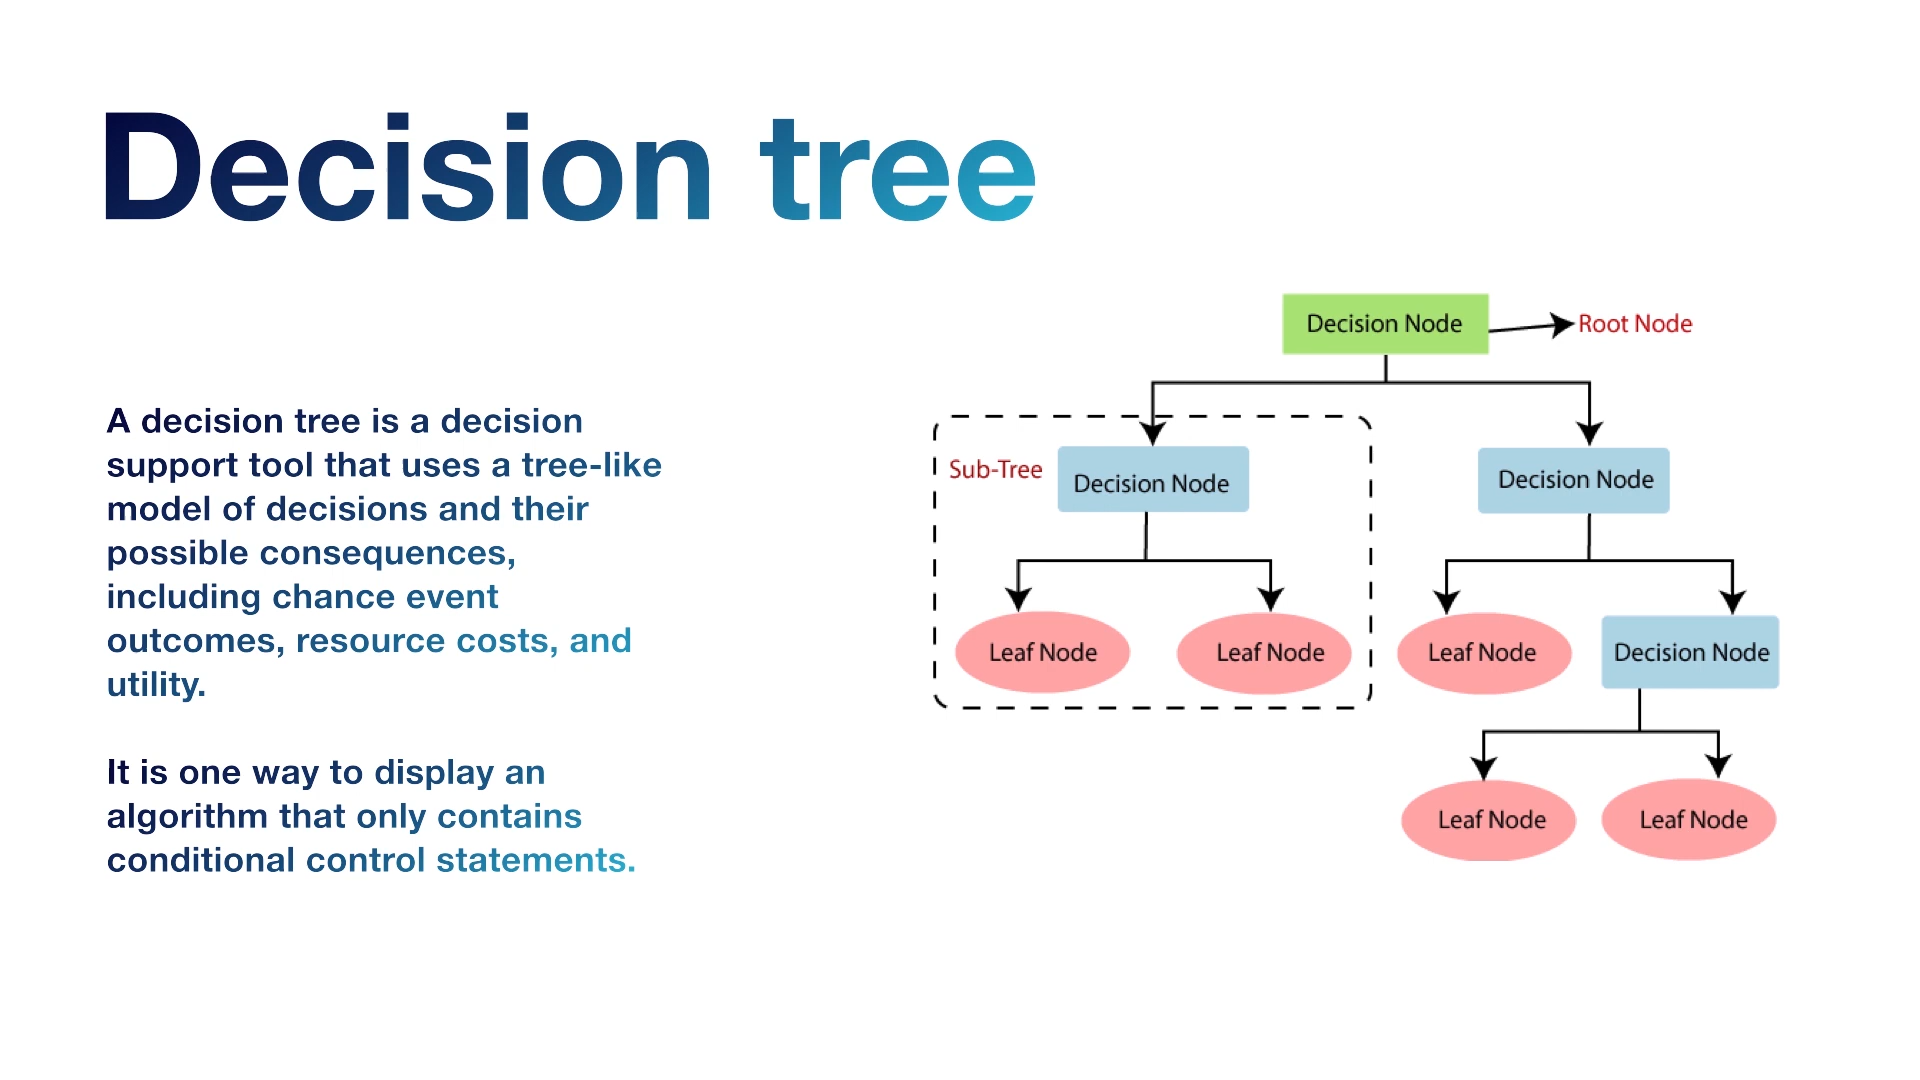 Decision tree
A decision tree is a decision
support tool that uses a tree-like
model of decisions and their
possible consequences,
including chance event
outcomes, resource costs, and
utility.
It is one way to display an
algorithm that only contains
conditional control statements.
Decision Node
Root Node
Sub-Tree
Decision Node
Decision Node
Leaf Node
Leaf Node
Leaf Node
Decision Node
Leaf Node
Leaf Node